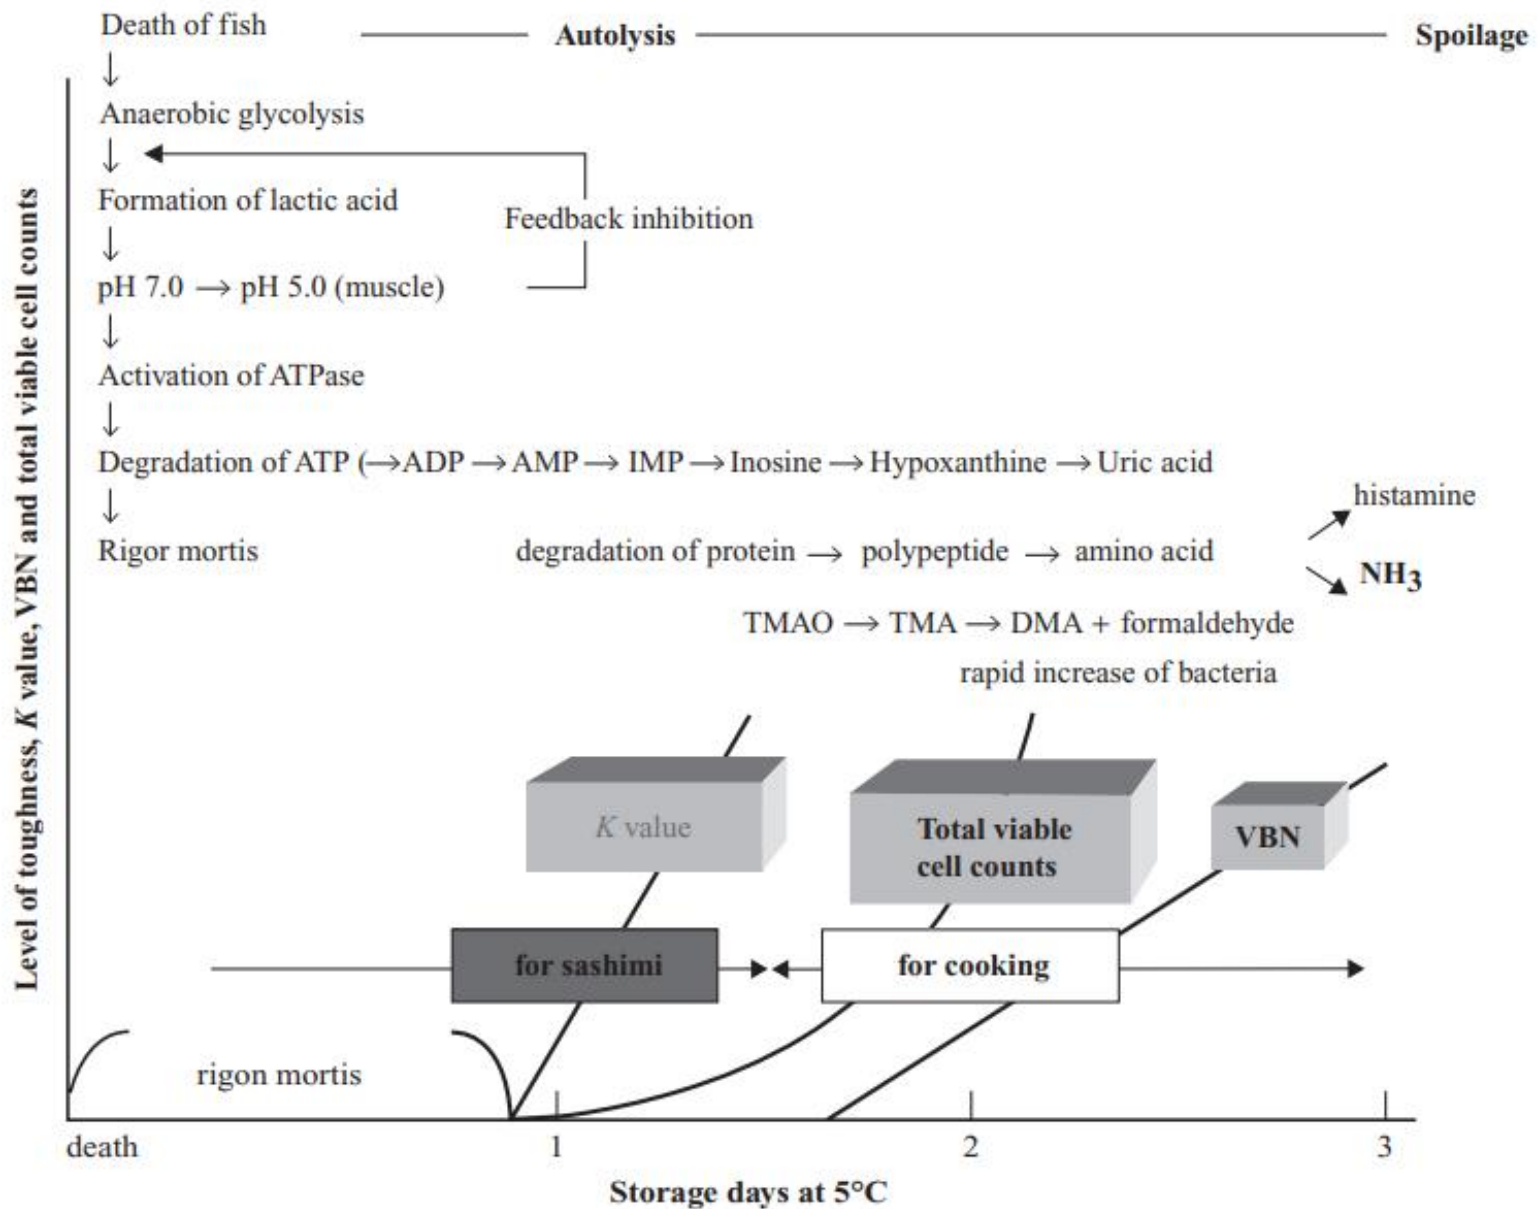 Death of fish
Autolysis
Spoilage
Anaerobic glycolysis
Formation of lactic acid
Feedback inhibition
pH 7.0 → pH 5.0 (muscle)
Activation of ATPase
Degradation of ATP (→ADP →AMP→ IMP →Inosine →Hypoxanthine →Uric acid
histamine
Rigor mortis
degradation of protein → polypeptide → amino acid
NH3
TMAO → TMA → DMA + formaldehyde
rapid increase of bacteria
K value
Total viable
cell counts
VBN
for sashimi
for cooking
rigon mortis
death
1
2
3
Storage days at 5°C
Level of toughness, K value, VBN and total viable cell counts